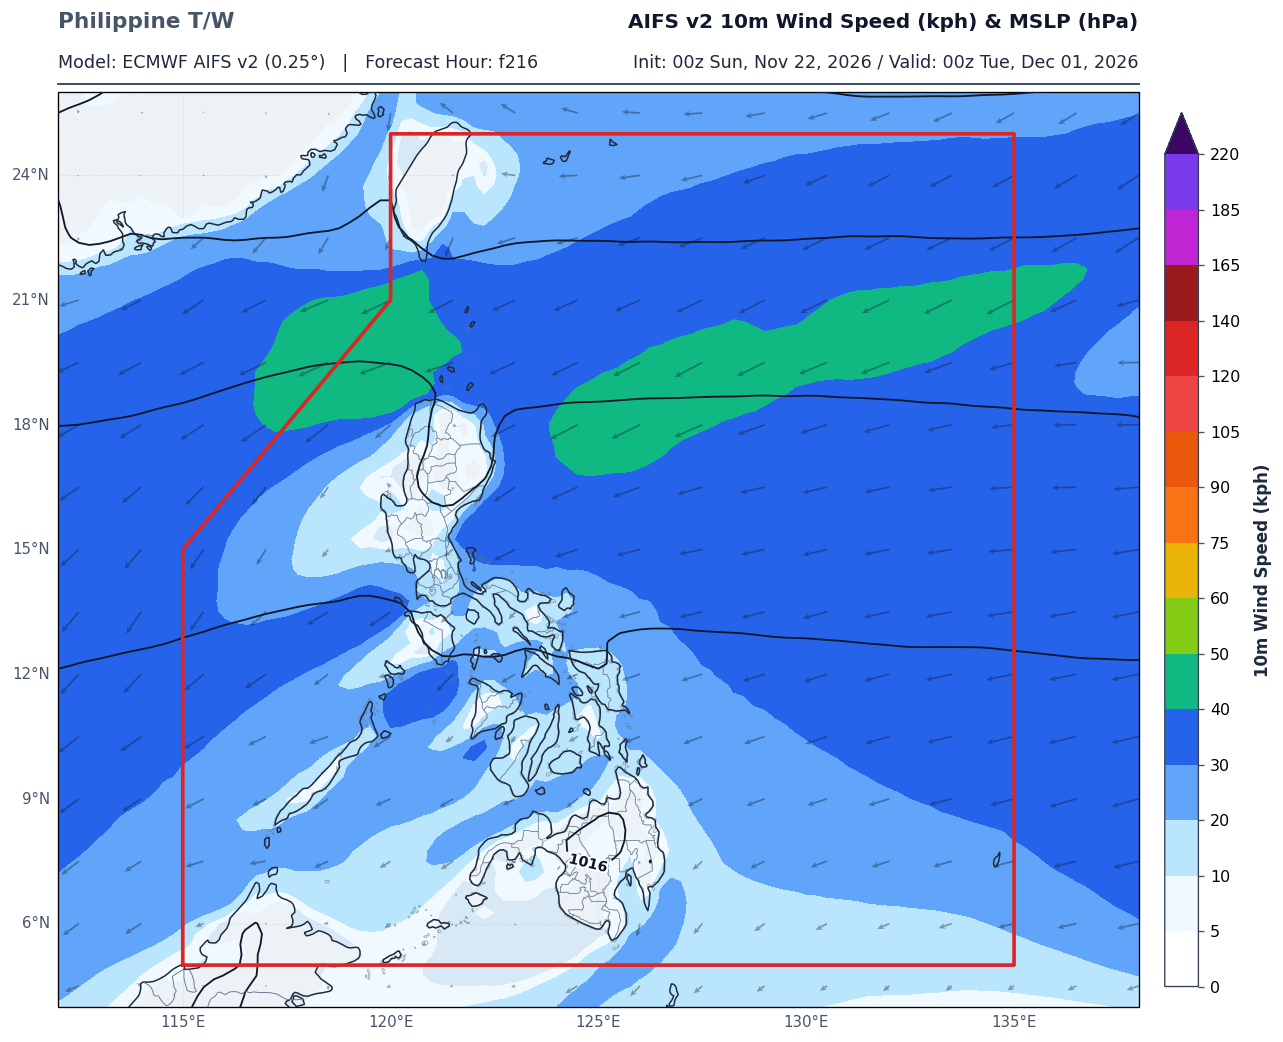 Philippine T/W
AIFS v2 10m Wind Speed (kph) & MSLP (hPa)
Model: ECMWF AIFS v2 (0.25°) | Forecast Hour: f216
Init: 00z Sun, Nov 22, 2026 / Valid: 00z Tue, Dec 01, 2026
24°N
21°N
18°N
15°N
12°N
9°N
6°N
1016
115°E
120°E
125°E
130°E
135°E
220
185
165
140
120
105
90
75
60
50
40
30
20
10
5
0
10m Wind Speed (kph)